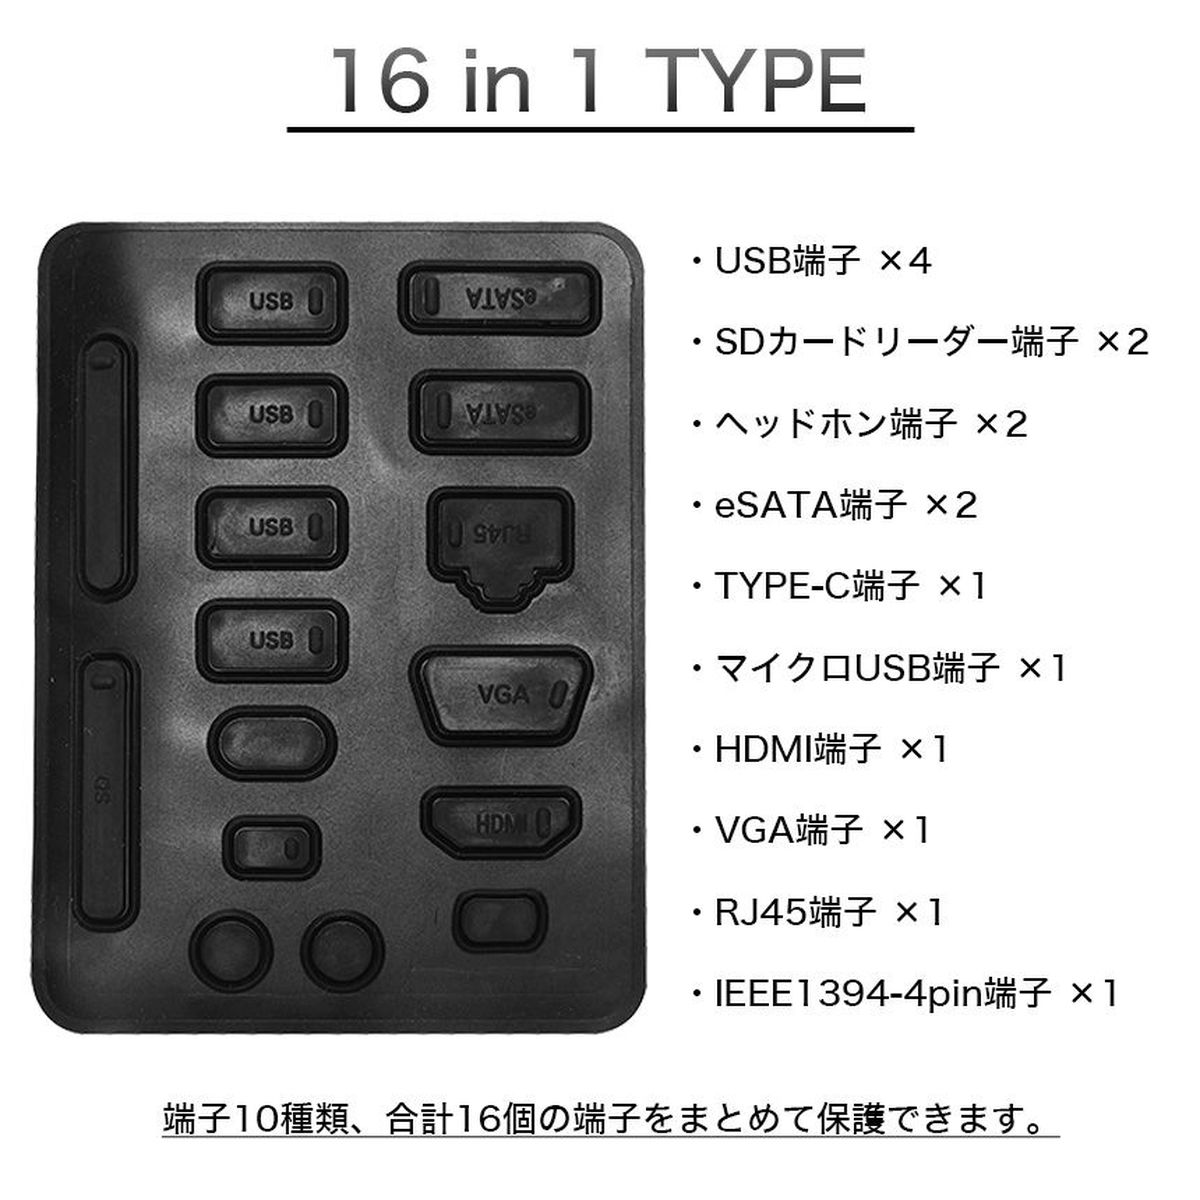 16 in 1 TYPE
USB
USB
USB
USB
eSATA
eSATA
RJ45
VGA
HDMI
SD
・USB端子 ×4
・SDカードリーダー端子 ×2
・ヘッドホン端子 ×2
・eSATA端子 ×2
・TYPE-C端子 ×1
・マイクロUSB端子 ×1
・HDMI端子 ×1
・VGA端子 ×1
・RJ45端子 ×1
・IEEE1394-4pin端子 ×1
端子10種類、合計16個の端子をまとめて保護できます。